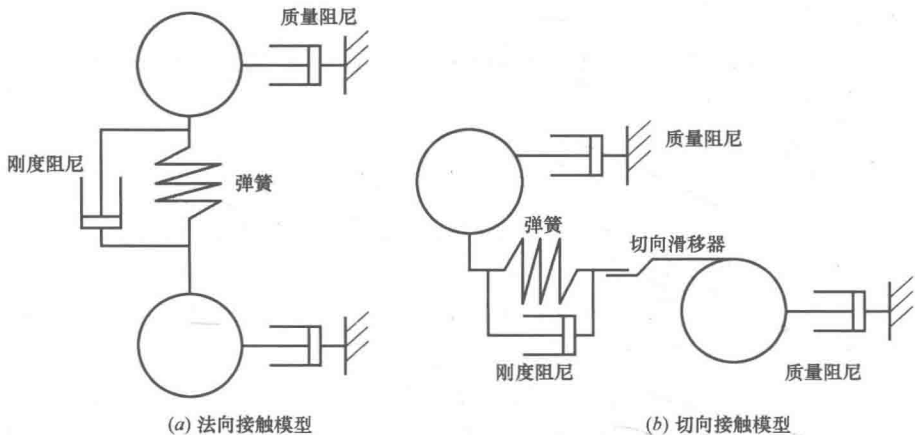 质量阻尼
刚度阻尼
弹簧
(a) 法向接触模型
质量阻尼
弹簧
切向滑移器
刚度阻尼
质量阻尼
(b) 切向接触模型